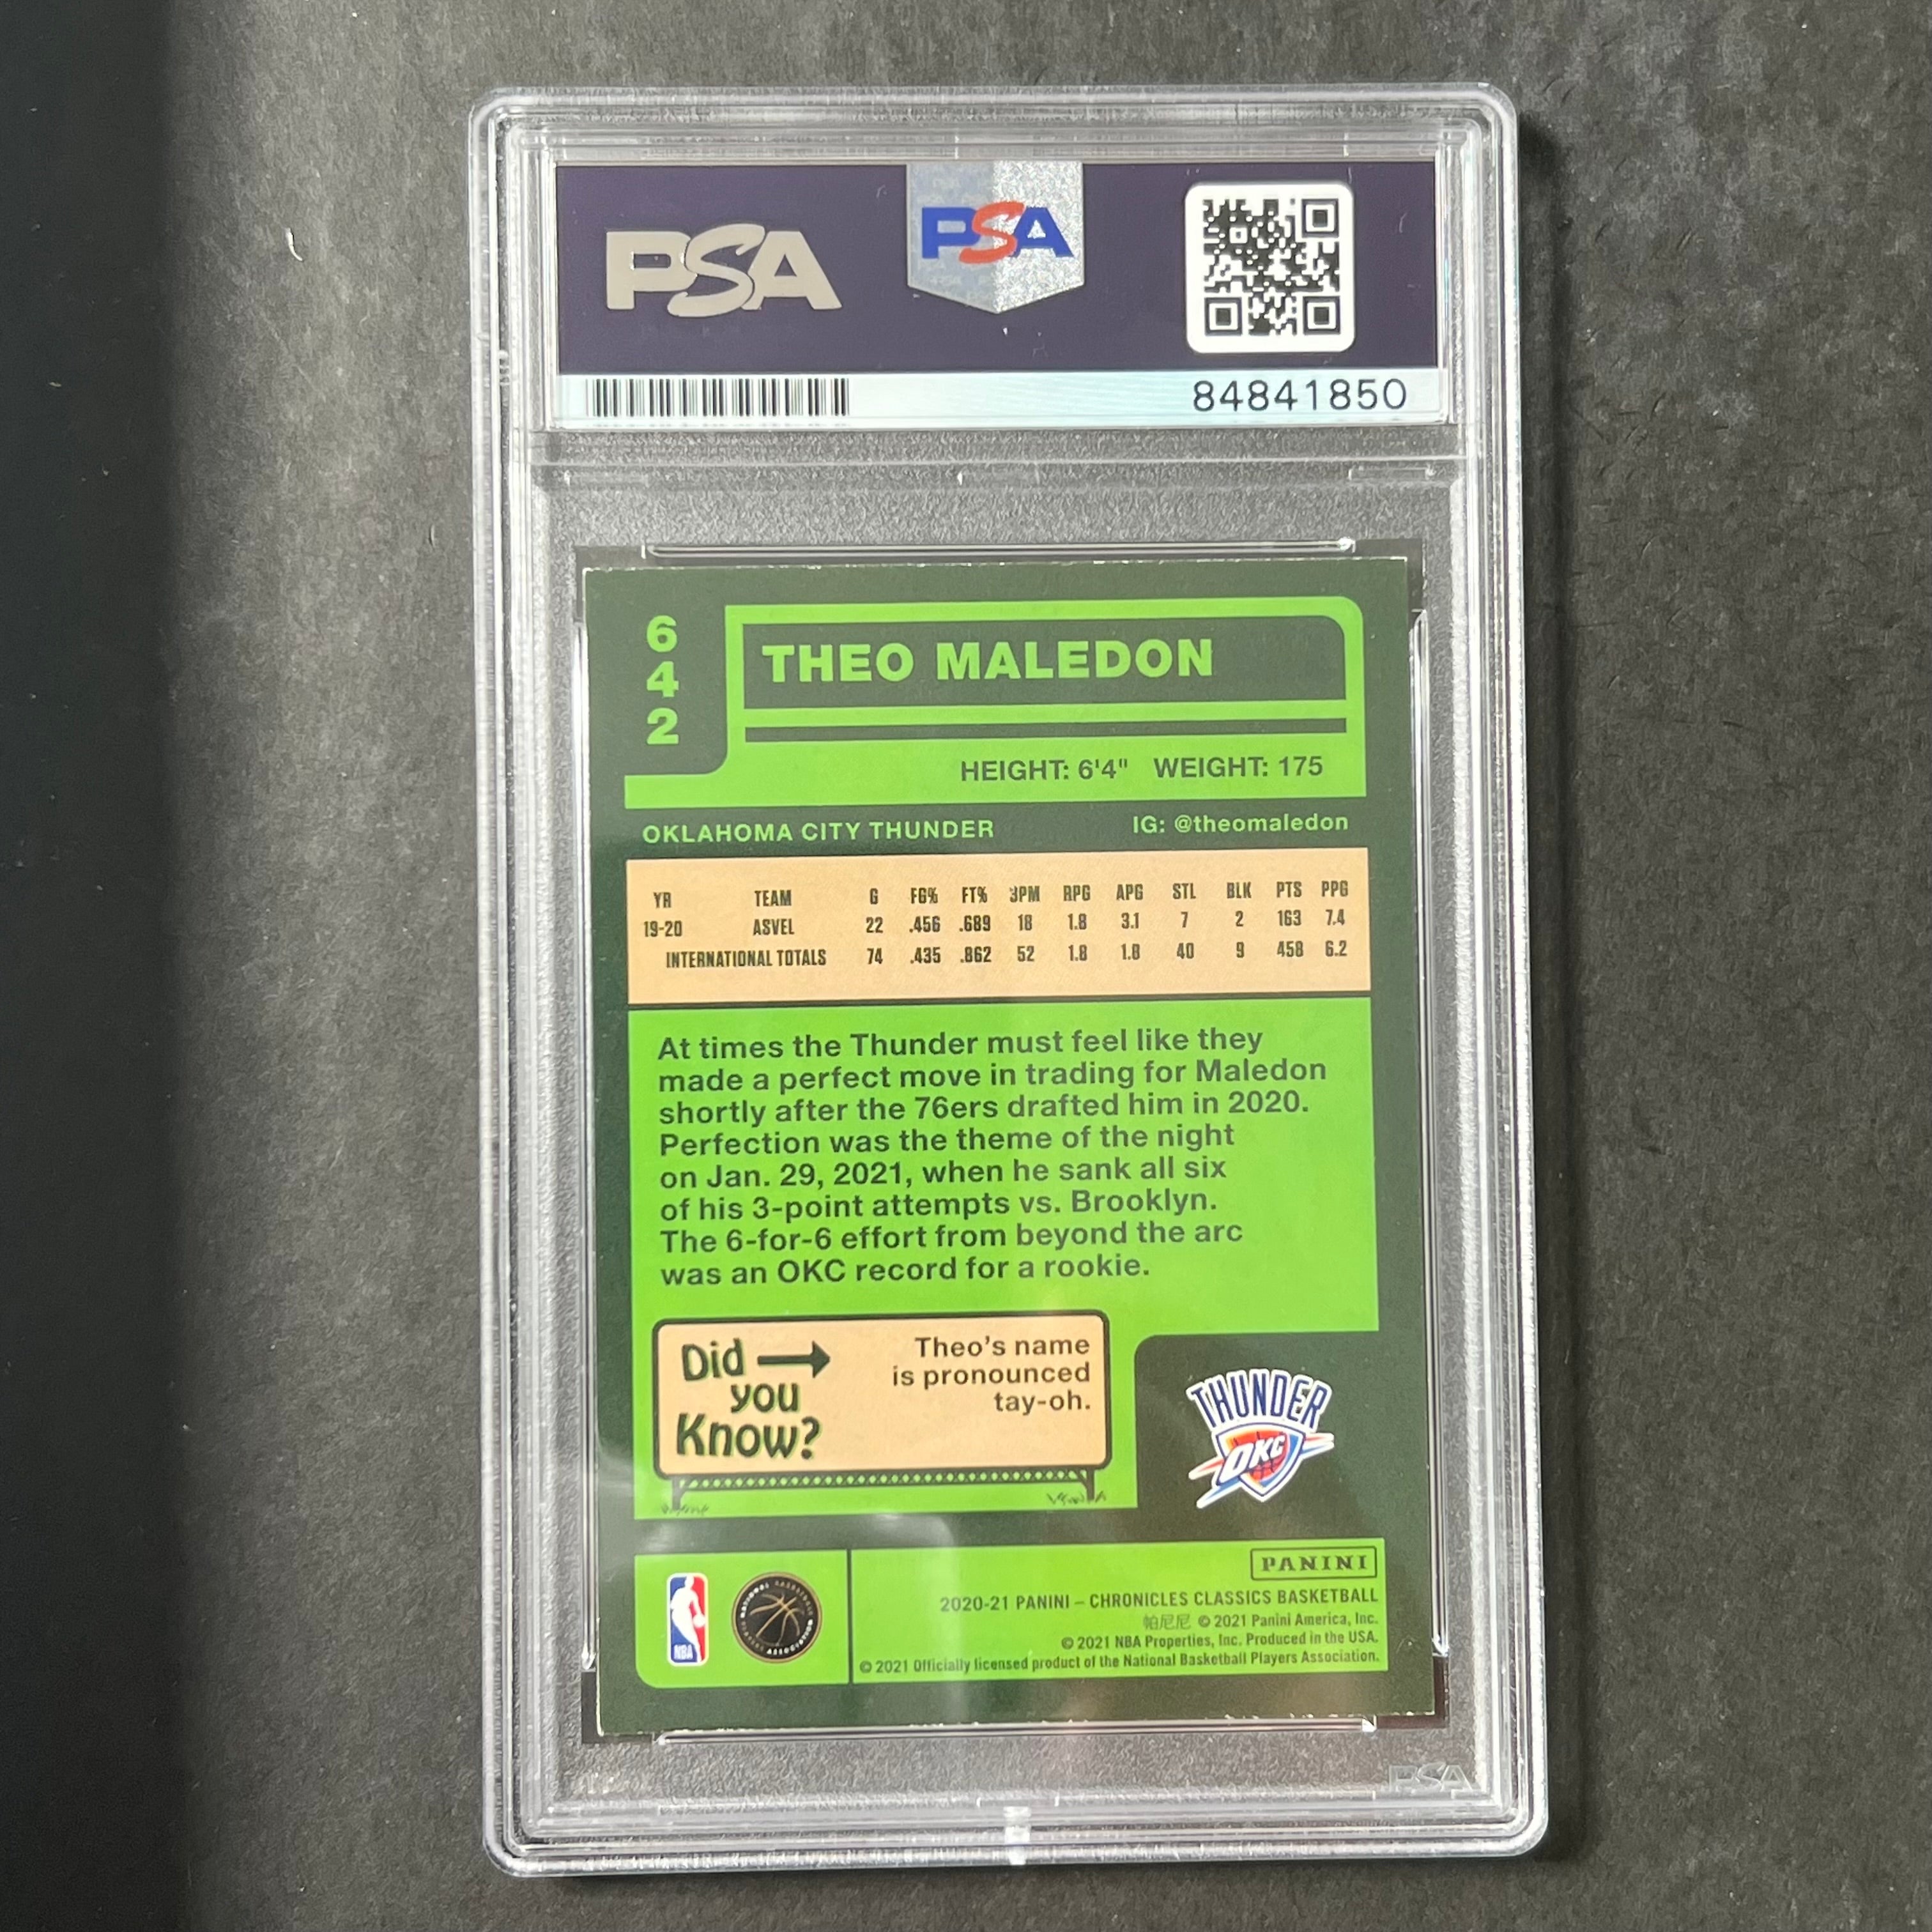 PSA
PSA
84841850
642
THEO MALEDON
HEIGHT: 6'4" WEIGHT: 175
OKLAHOMA CITY THUNDER IG: @theomaledon
YR TEAM G FG% FT% 3PM RPG APG STL BLK PTS PPG
19-20 ASVEL 22 .456 .689 18 1.8 3.1 7 2 163 7.4
INTERNATIONAL TOTALS 74 .435 .862 52 1.8 1.8 40 9 458 6.2
At times the Thunder must feel like they
made a perfect move in trading for Maledon
shortly after the 76ers drafted him in 2020.
Perfection was the theme of the night
on Jan. 29, 2021, when he sank all six
of his 3-point attempts vs. Brooklyn.
The 6-for-6 effort from beyond the arc
was an OKC record for a rookie.
Did
you
Know?
Theo's name
is pronounced
tay-oh.
THUNDER
OKC
NBA
NATIONAL BASKETBALL PLAYERS ASSOCIATION
PANINI
2020-21 PANINI – CHRONICLES CLASSICS BASKETBALL
帕尼尼 © 2021 Panini America, Inc.
© 2021 NBA Properties, Inc. Produced in the USA.
© 2021 Officially licensed product of the National Basketball Players Association.
PSA